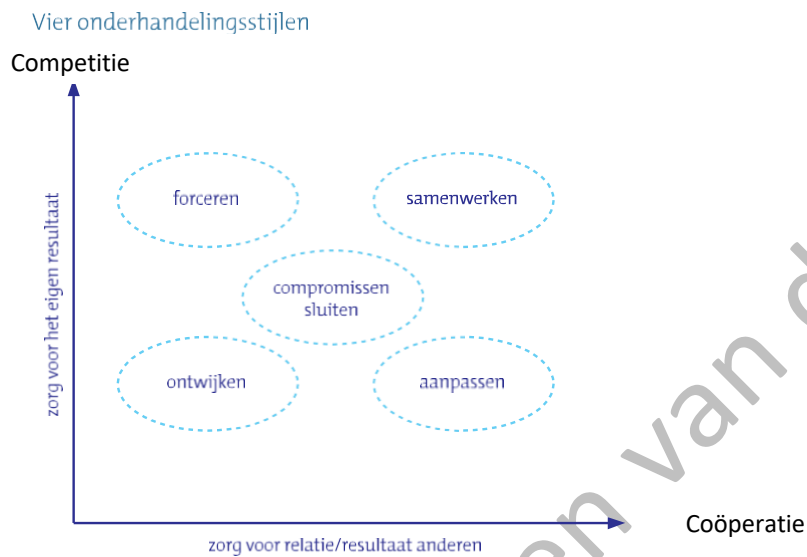 Vier onderhandelingsstijlen
Competitie
forceren
samenwerken
compromissen
sluiten
ontwijken
aanpassen
zorg voor het eigen resultaat
Coöperatie
zorg voor relatie/resultaat anderen
van